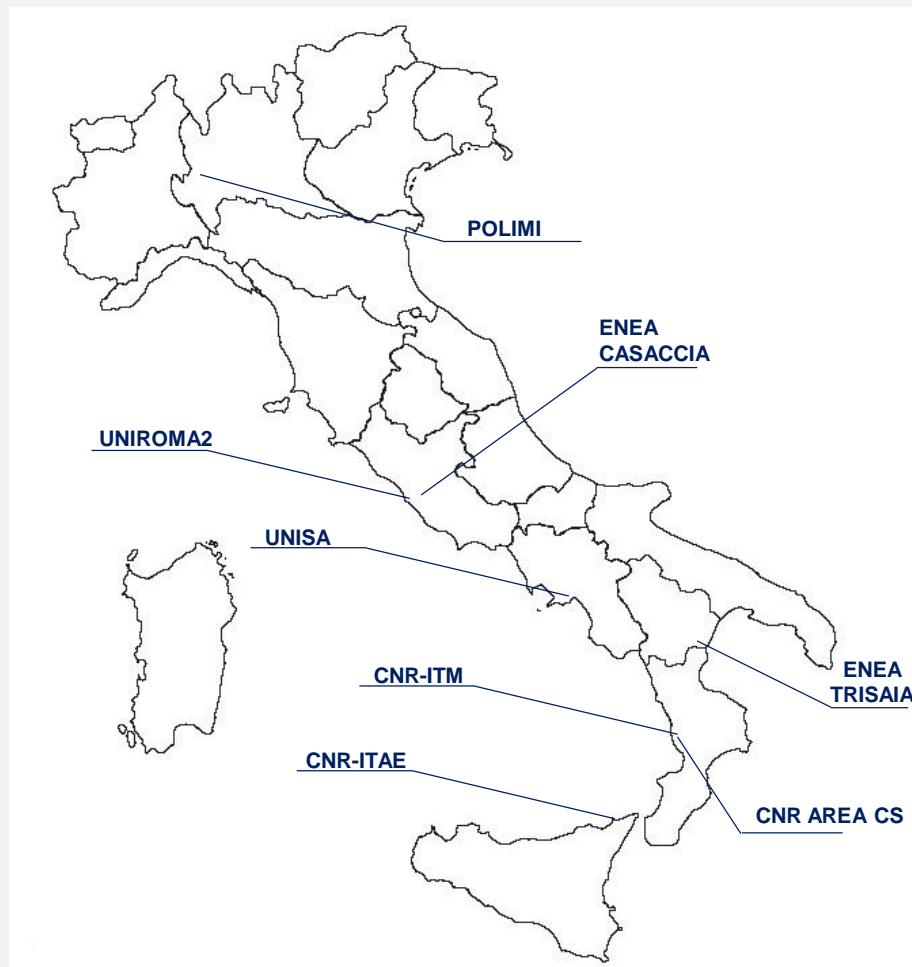 POLIMI
ENEA
CASACCIA
UNIROMA2
UNISA
ENEA
TRISAIA
CNR-ITM
CNR-ITAE
CNR AREA CS